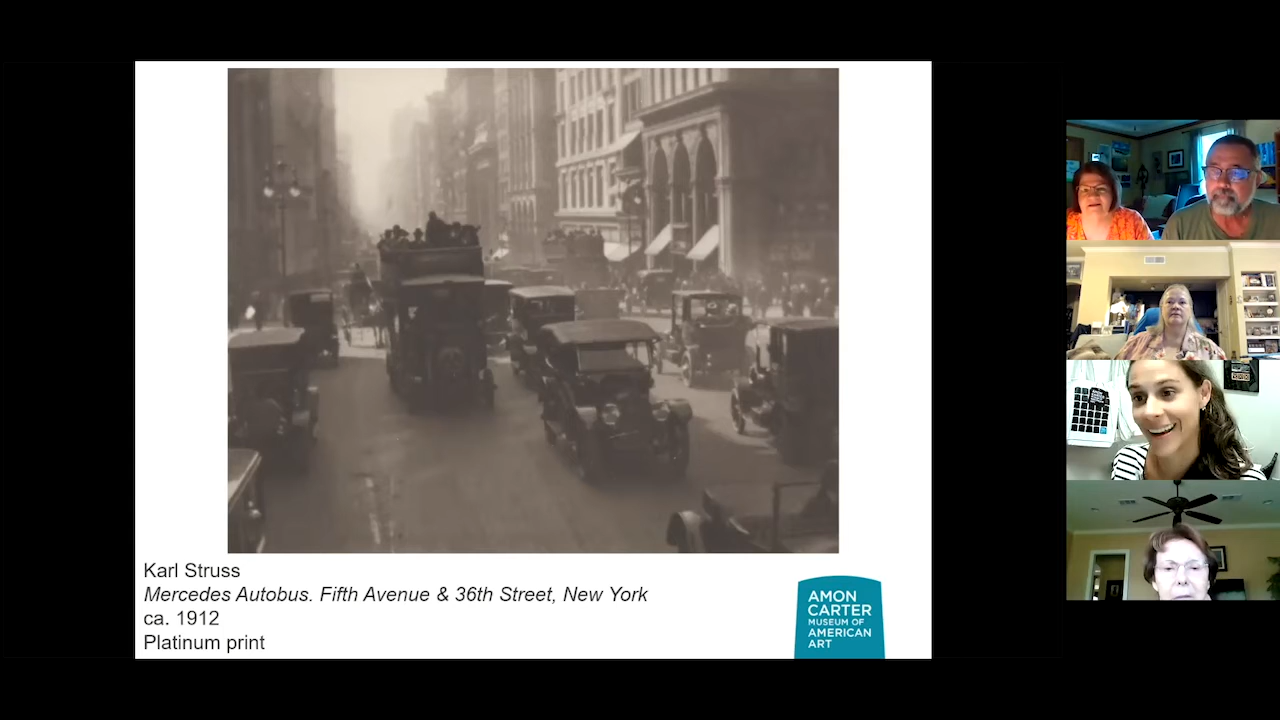 Karl Struss
Mercedes Autobus. Fifth Avenue & 36th Street, New York
ca. 1912
Platinum print
AMON
CARTER
MUSEUM OF
AMERICAN
ART